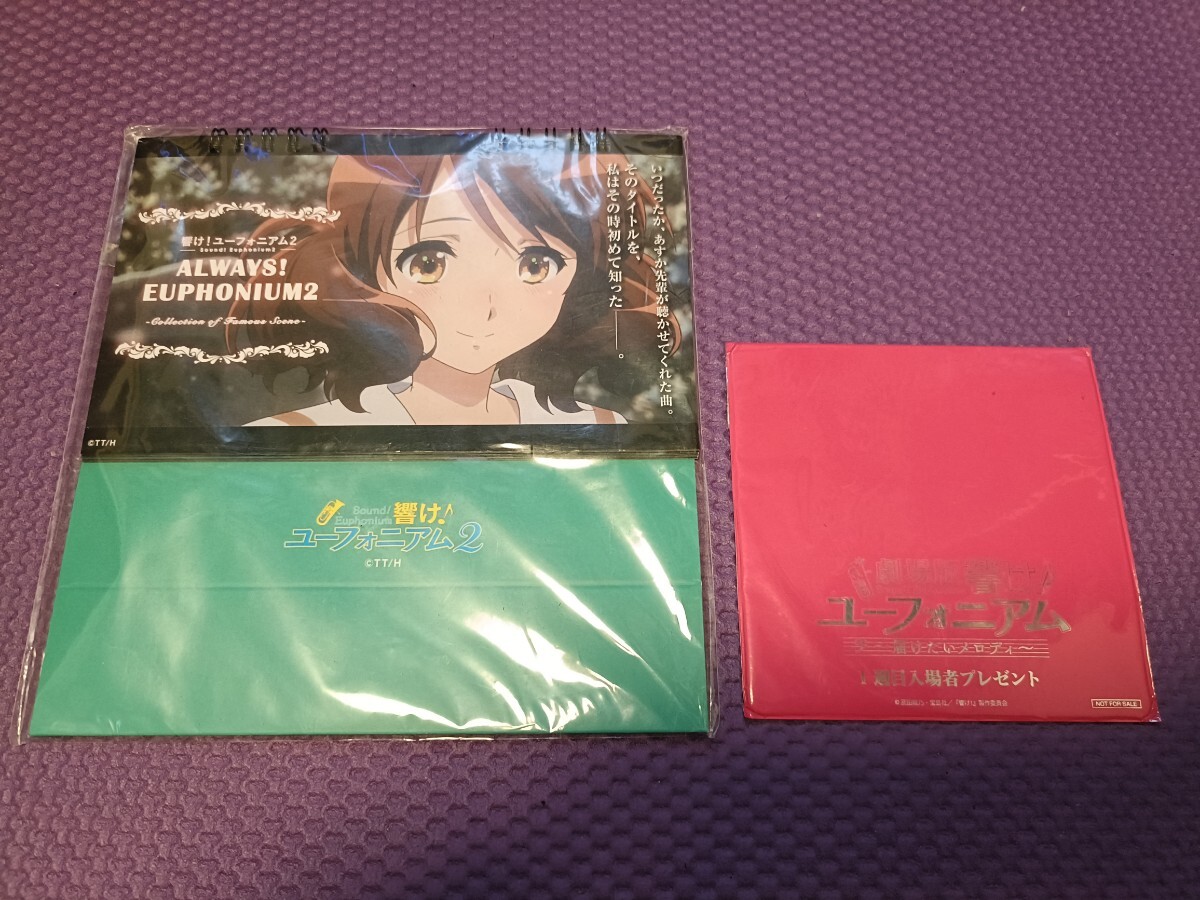 響け！ユーフォニアム2
Sound! Euphonium2
ALWAYS!
EUPHONIUM2
-Collection of Famous Scene-
いつだったか、あすか先輩が聴かせてくれた曲。
そのタイトルを、
私はその時初めて知った――。
©TT/H
Sound!
Euphonium
響け!
ユーフォニアム2
©TT/H
劇場版 響け!
ユーフォニアム
届けたいメロディ～
1週目入場者プレゼント
製作委員会
NOT FOR SALE